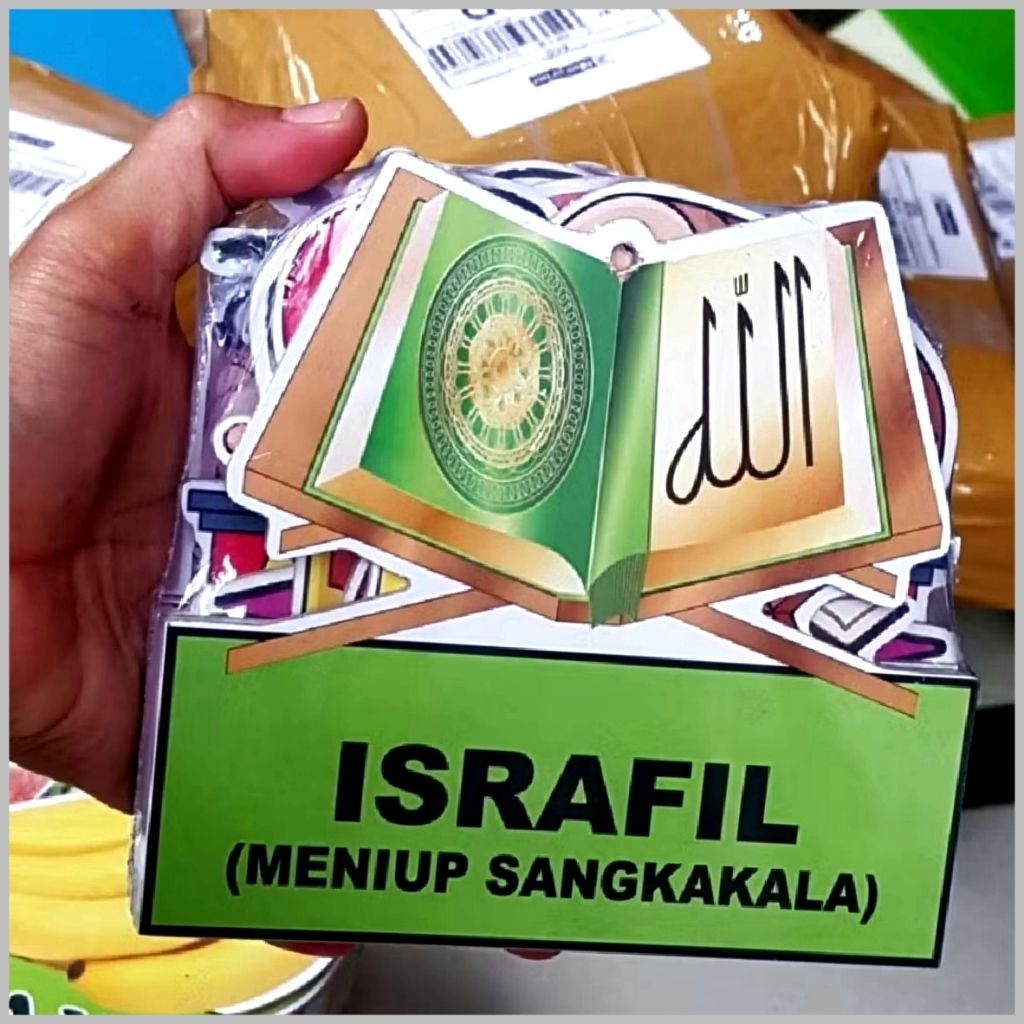 الله
ISRAFIL
(MENIUP SANGKAKALA)